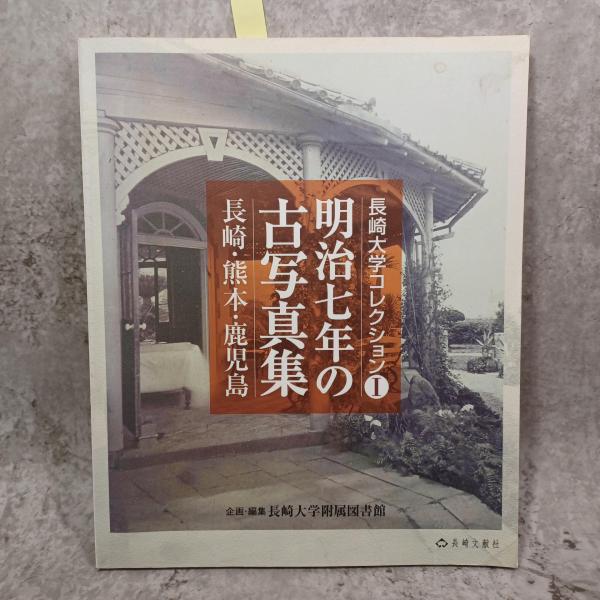 長崎大学コレクションⅠ
明治七年の
古写真集
長崎・熊本・鹿児島
企画・編集 長崎大学附属図書館
長崎文献社